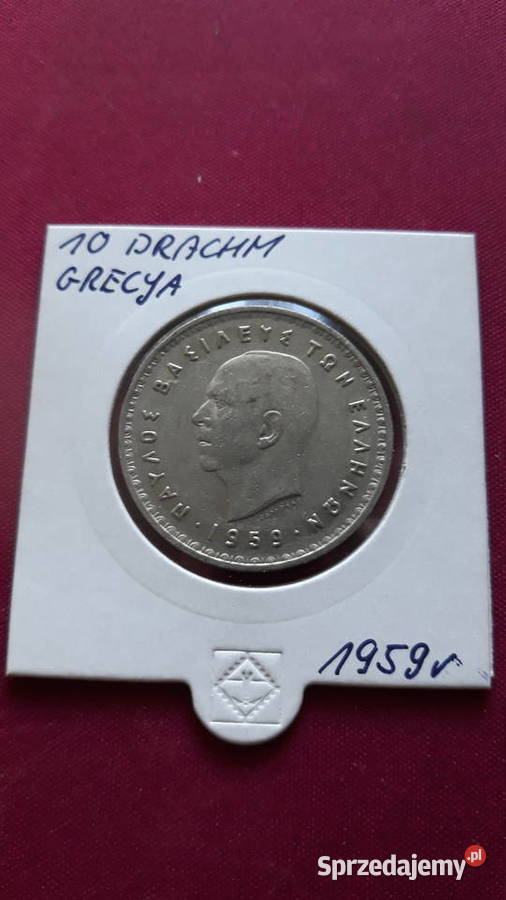 10 DRACHM
GRECYA
ΠΑΥΛΟΣ ΒΑΣΙΛΕΥΣ ΤΩΝ ΕΛΛΗΝΩΝ
· 1959 ·
1959r
Sprzedajemy.pl